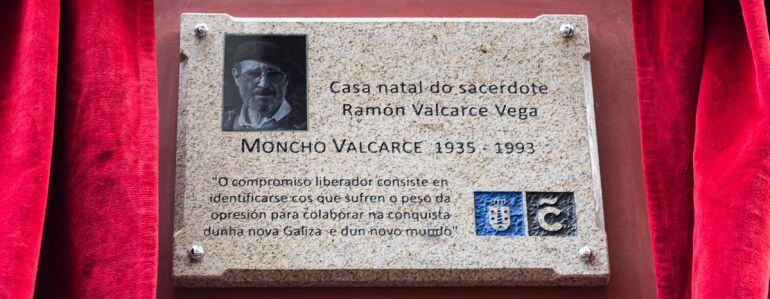 Casa natal do sacerdote
Ramón Valcarce Vega
MONCHO VALCARCE 1935 - 1993
"O compromiso liberador consiste en
identificarse cos que sufren o peso da
opresión para colaborar na conquista
dunha nova Galiza e dun novo mundo"